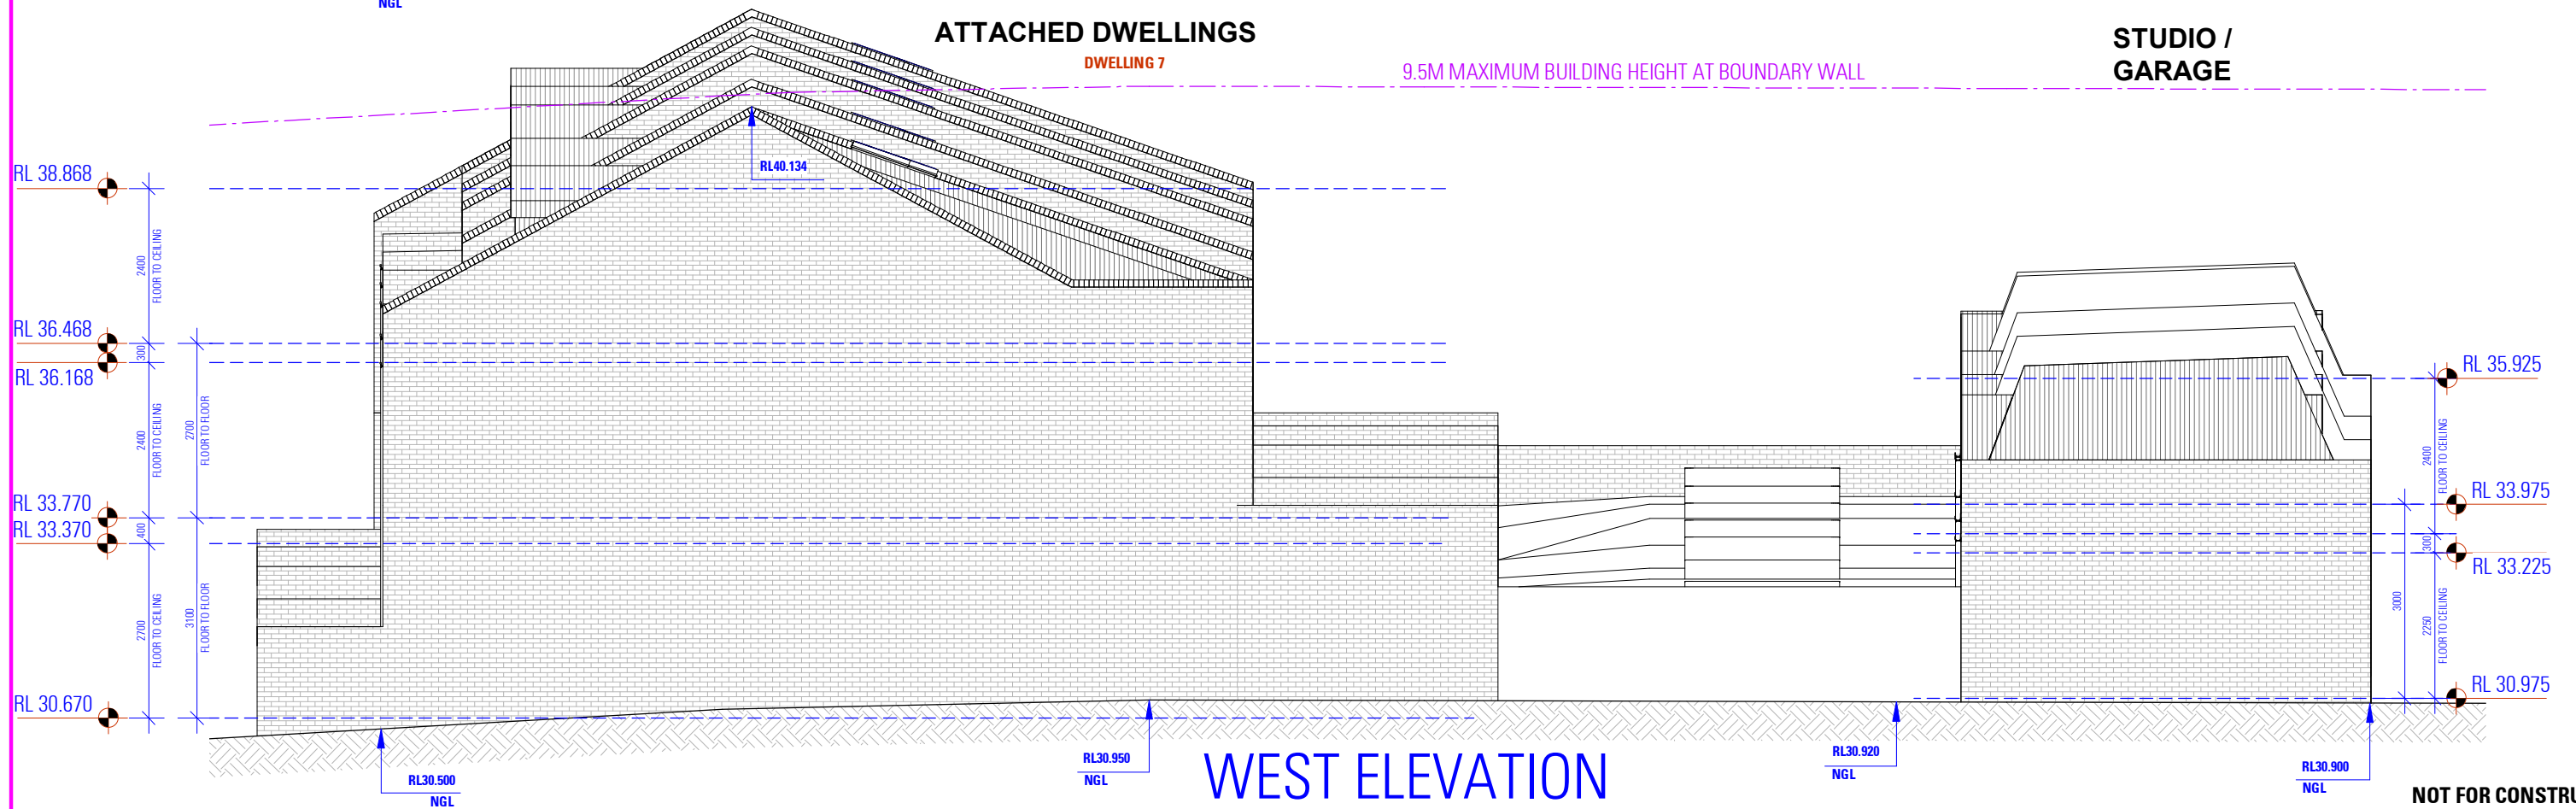 NGL
ATTACHED DWELLINGS
DWELLING 7
9.5M MAXIMUM BUILDING HEIGHT AT BOUNDARY WALL
STUDIO /
GARAGE
RL40.134
RL 38.868
2400
FLOOR TO CEILING
RL 36.468
300
RL 36.168
2400
FLOOR TO CEILING
2700
FLOOR TO FLOOR
RL 33.770
400
RL 33.370
2700
FLOOR TO CEILING
3100
FLOOR TO FLOOR
RL 30.670
RL 35.925
2400
FLOOR TO CEILING
RL 33.975
300
RL 33.225
3000
2250
FLOOR TO CEILING
RL 30.975
RL30.500
NGL
RL30.950
NGL
WEST ELEVATION
RL30.920
NGL
RL30.900
NGL
NOT FOR CONSTRU